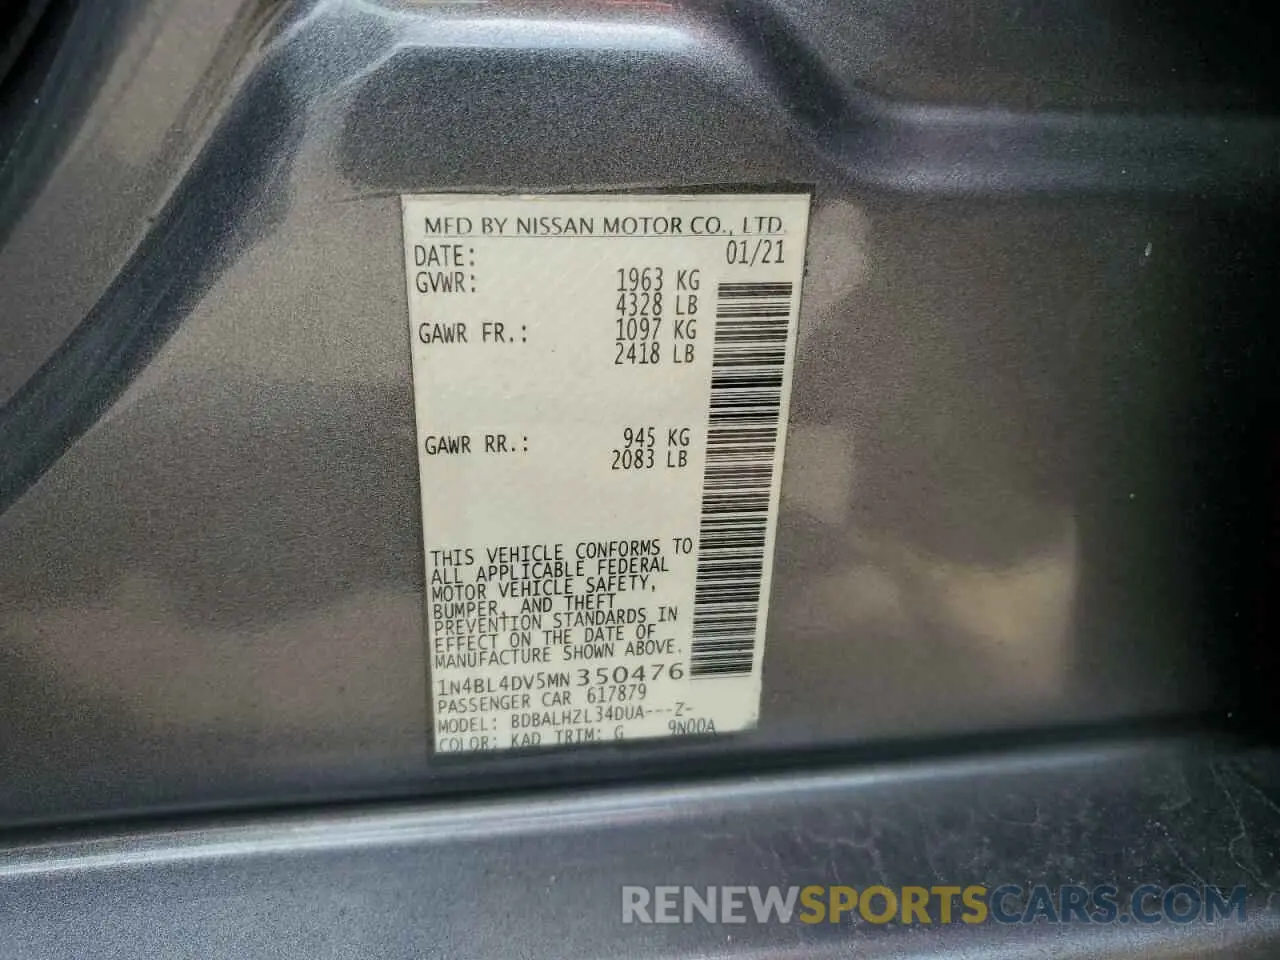 MFD BY NISSAN MOTOR CO., LTD.
DATE: 01/21
GVWR: 1963 KG
4328 LB
GAWR FR.: 1097 KG
2418 LB
GAWR RR.: 945 KG
2083 LB
THIS VEHICLE CONFORMS TO
ALL APPLICABLE FEDERAL
MOTOR VEHICLE SAFETY,
BUMPER, AND THEFT
PREVENTION STANDARDS IN
EFFECT ON THE DATE OF
MANUFACTURE SHOWN ABOVE.
1N4BL4DV5MN350476
PASSENGER CAR 617879
MODEL: BDBALHZL34DUA---Z-
COLOR: KAD TRIM: G 9N00A
RENEWSPORTSCARS.COM